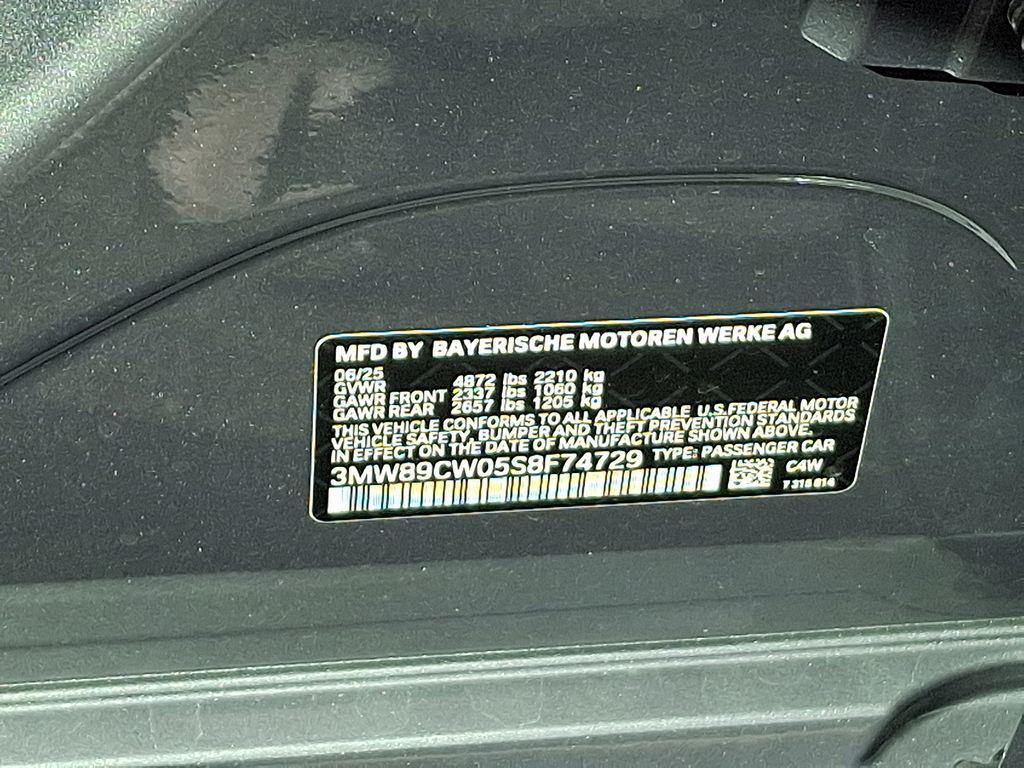 MFD BY BAYERISCHE MOTOREN WERKE AG
06/25
GVWR 4872 lbs 2210 kg
GAWR FRONT 2337 lbs 1060 kg
GAWR REAR 2657 lbs 1205 kg
THIS VEHICLE CONFORMS TO ALL APPLICABLE U.S.FEDERAL MOTOR
VEHICLE SAFETY, BUMPER AND THEFT PREVENTION STANDARDS
IN EFFECT ON THE DATE OF MANUFACTURE SHOWN ABOVE.
3MW89CW05S8F74729 TYPE: PASSENGER CAR
C4W